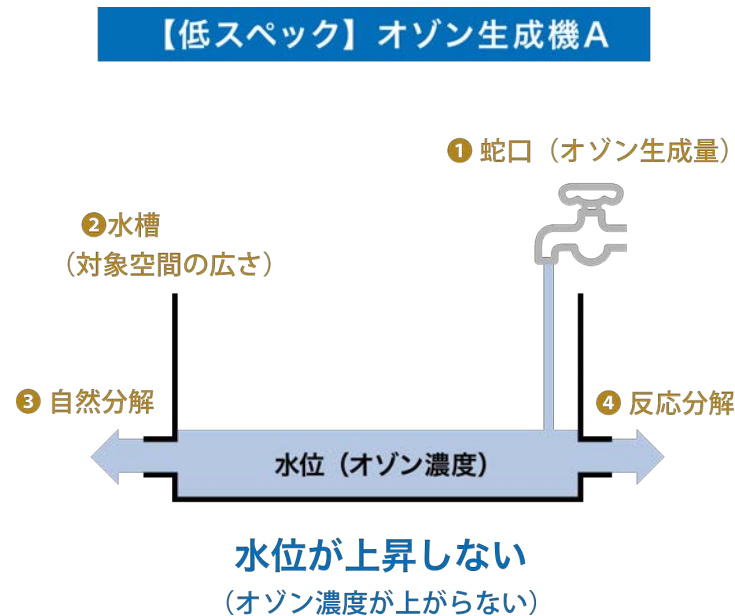 【低スペック】オゾン生成機A
❶ 蛇口（オゾン生成量）
❷水槽
（対象空間の広さ）
❸ 自然分解
❹ 反応分解
水位（オゾン濃度）
水位が上昇しない
（オゾン濃度が上がらない）